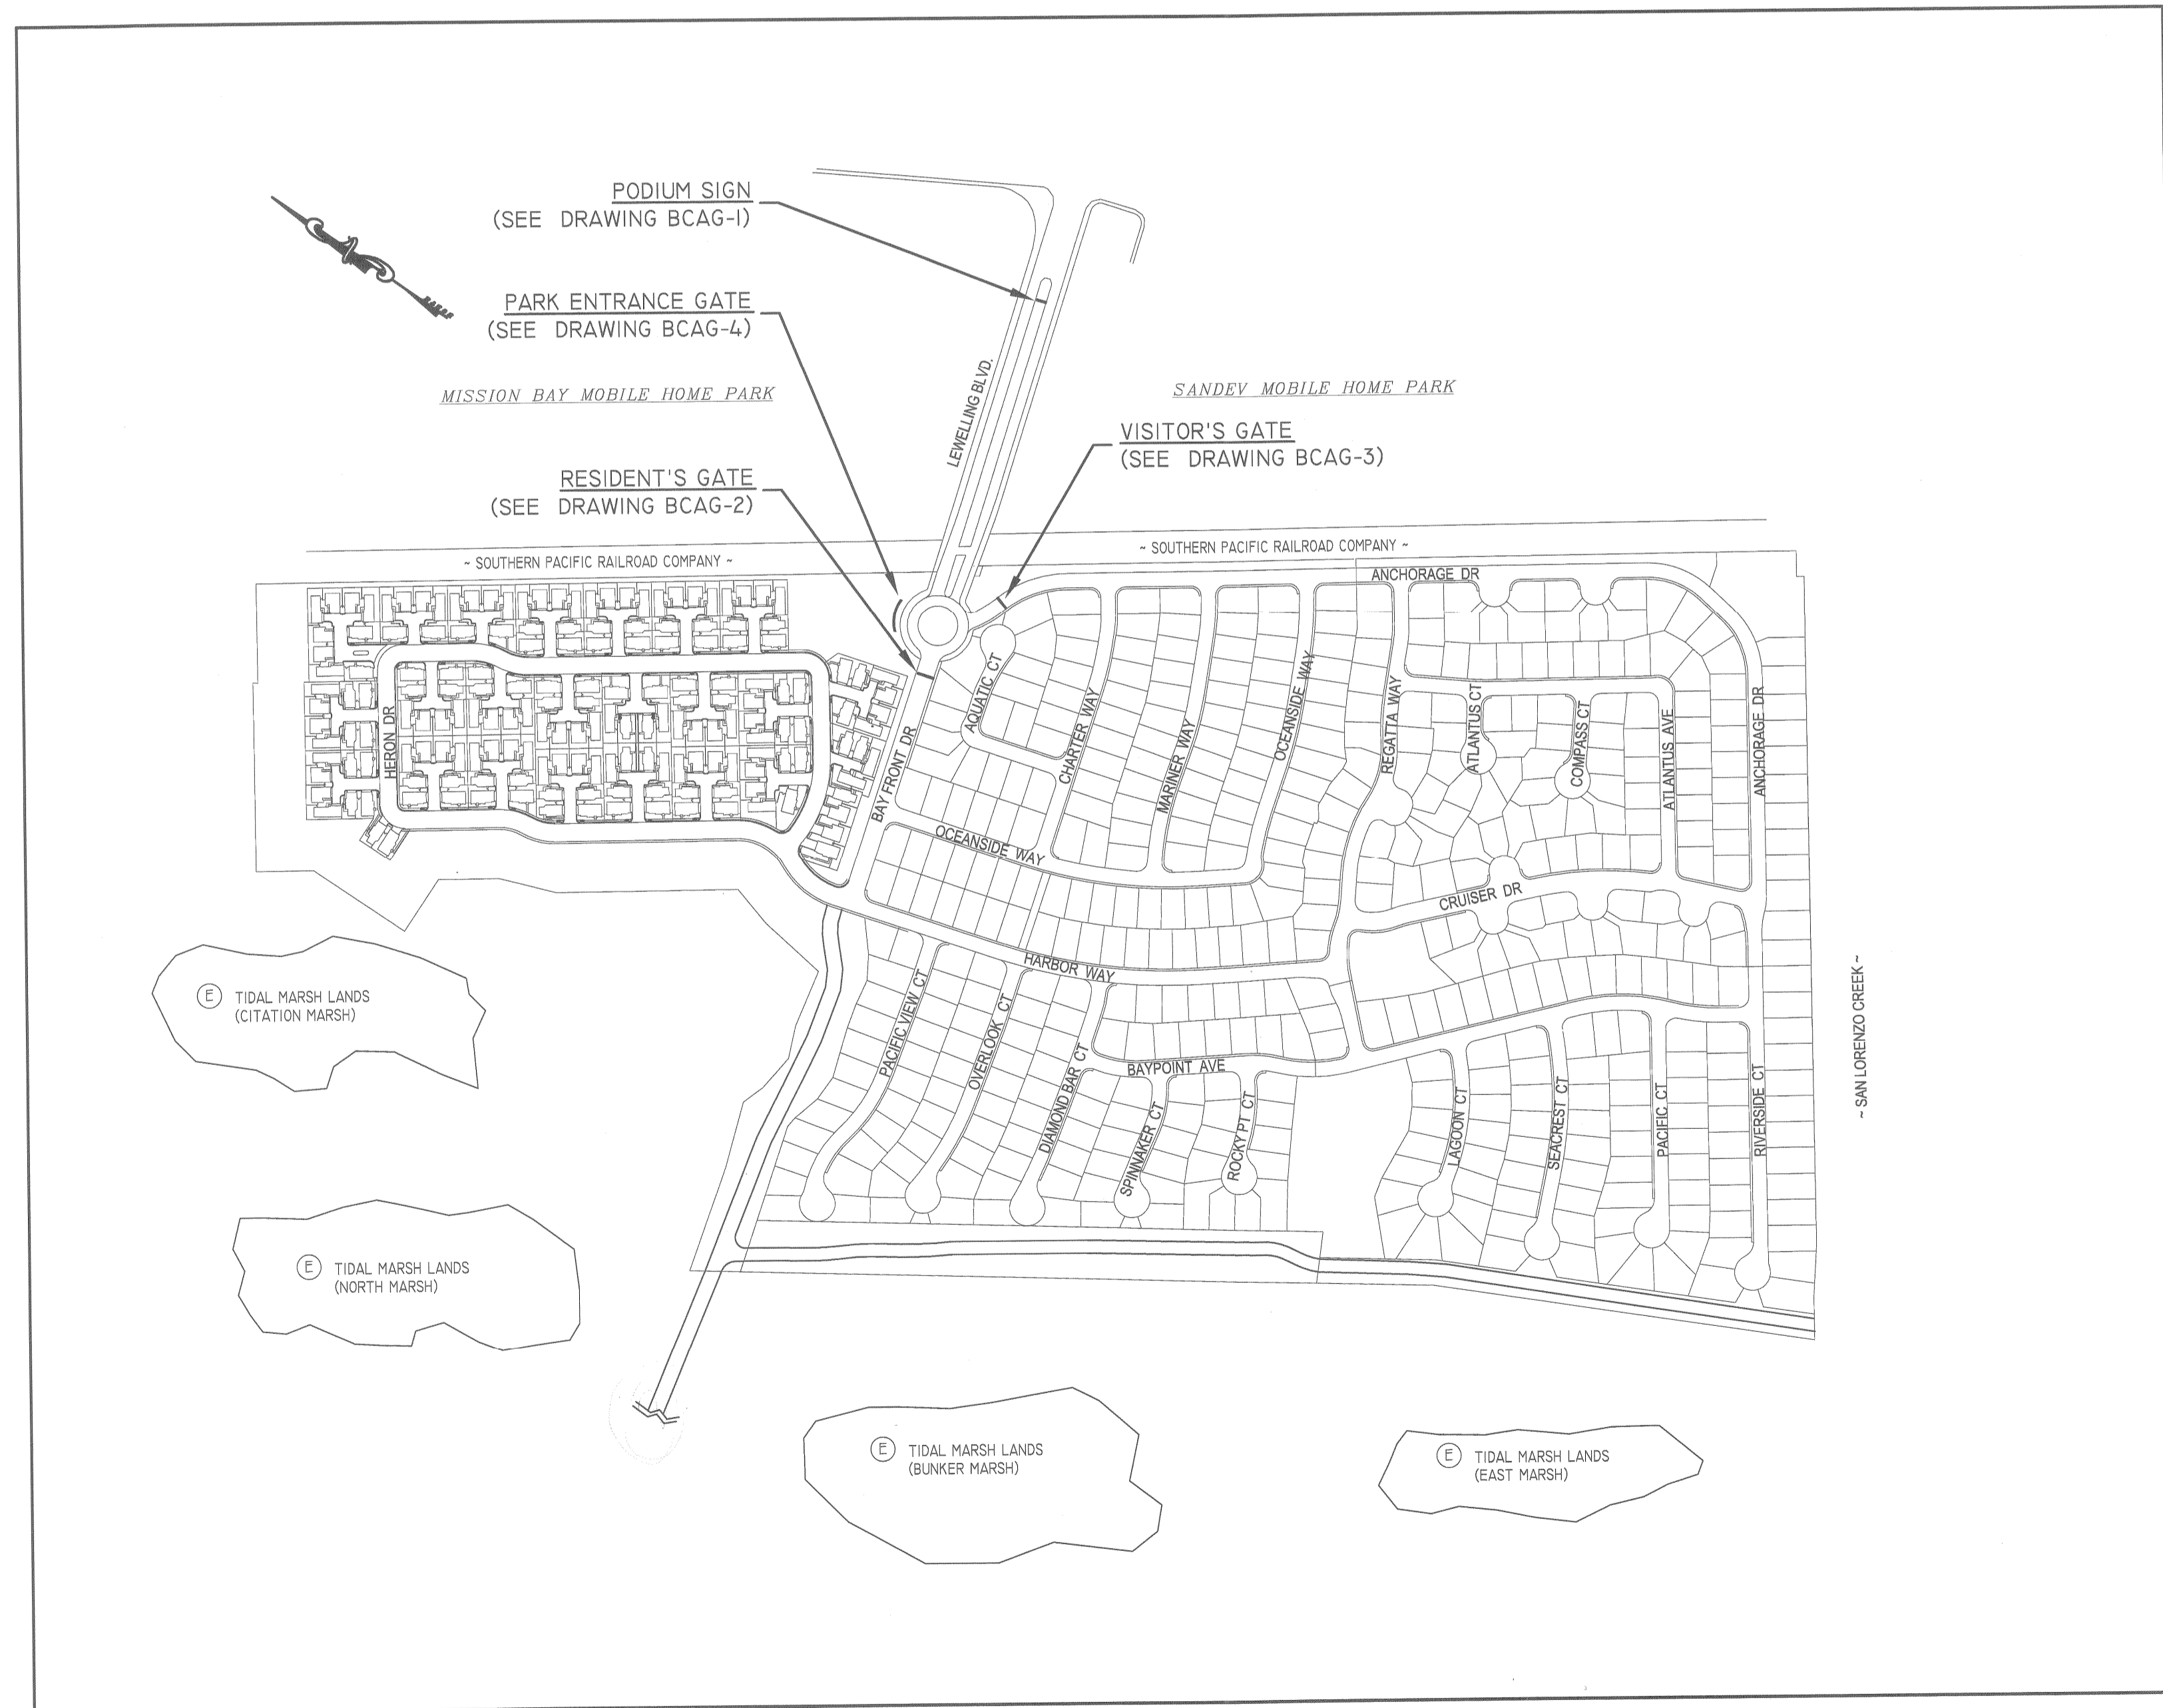 PODIUM SIGN
(SEE DRAWING BCAG-1)
PARK ENTRANCE GATE
(SEE DRAWING BCAG-4)
MISSION BAY MOBILE HOME PARK
SANDEV MOBILE HOME PARK
LEWELLING BLVD.
VISITOR'S GATE
(SEE DRAWING BCAG-3)
RESIDENT'S GATE
(SEE DRAWING BCAG-2)
~ SOUTHERN PACIFIC RAILROAD COMPANY ~
~ SOUTHERN PACIFIC RAILROAD COMPANY ~
ANCHORAGE DR
HERON DR
BAY FRONT DR
AQUATIC CT
CHARTER WAY
MARINER WAY
OCEANSIDE WAY
REGATTA WAY
ATLANTUS CT
COMPASS CT
ATLANTUS AVE
ANCHORAGE DR
OCEANSIDE WAY
CRUISER DR
HARBOR WAY
PACIFIC VIEW CT
OVERLOOK CT
DIAMOND BAR CT
BAYPOINT AVE
SPINNAKER CT
ROCKY PT CT
LAGOON CT
SEACREST CT
PACIFIC CT
RIVERSIDE CT
~ SAN LORENZO CREEK ~
E TIDAL MARSH LANDS
(CITATION MARSH)
E TIDAL MARSH LANDS
(NORTH MARSH)
E TIDAL MARSH LANDS
(BUNKER MARSH)
E TIDAL MARSH LANDS
(EAST MARSH)